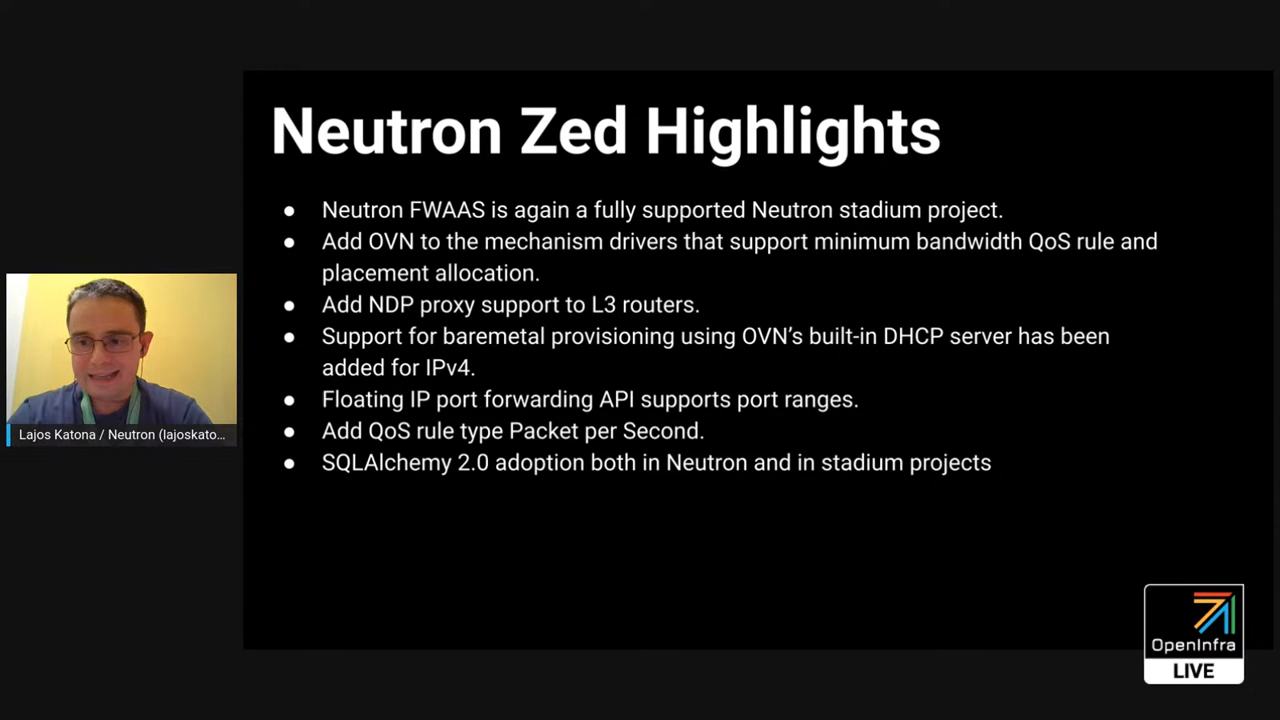 Neutron Zed Highlights
● Neutron FWAAS is again a fully supported Neutron stadium project.
● Add OVN to the mechanism drivers that support minimum bandwidth QoS rule and
placement allocation.
● Add NDP proxy support to L3 routers.
● Support for baremetal provisioning using OVN’s built-in DHCP server has been
added for IPv4.
● Floating IP port forwarding API supports port ranges.
● Add QoS rule type Packet per Second.
● SQLAlchemy 2.0 adoption both in Neutron and in stadium projects
Lajos Katona / Neutron (lajoskato...
OpenInfra
LIVE